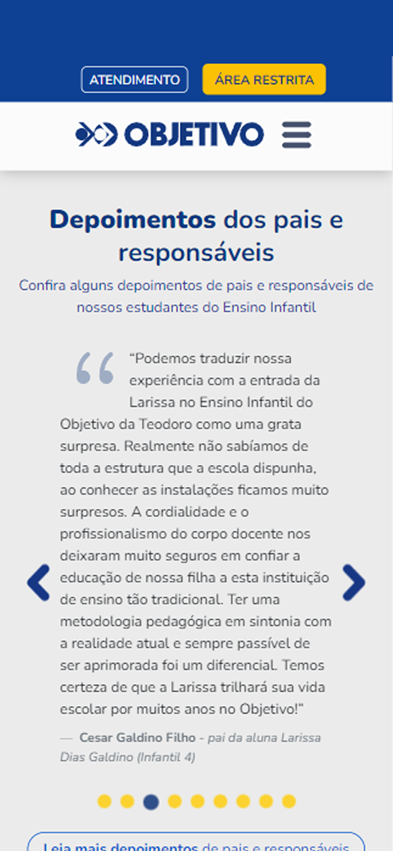 ATENDIMENTO ÁREA RESTRITA
OBJETIVO
Depoimentos dos pais e
responsáveis
Confira alguns depoimentos de pais e responsáveis de
nossos estudantes do Ensino Infantil
“Podemos traduzir nossa
experiência com a entrada da
Larissa no Ensino Infantil do
Objetivo da Teodoro como uma grata
surpresa. Realmente não sabíamos de
toda a estrutura que a escola dispunha,
ao conhecer as instalações ficamos muito
surpresos. A cordialidade e o
profissionalismo do corpo docente nos
deixaram muito seguros em confiar a
educação de nossa filha a esta instituição
de ensino tão tradicional. Ter uma
metodologia pedagógica em sintonia com
a realidade atual e sempre passível de
ser aprimorada foi um diferencial. Temos
certeza de que a Larissa trilhará sua vida
escolar por muitos anos no Objetivo!”
— Cesar Galdino Filho - pai da aluna Larissa
Dias Galdino (Infantil 4)
Leia mais depoimentos de pais e responsáveis